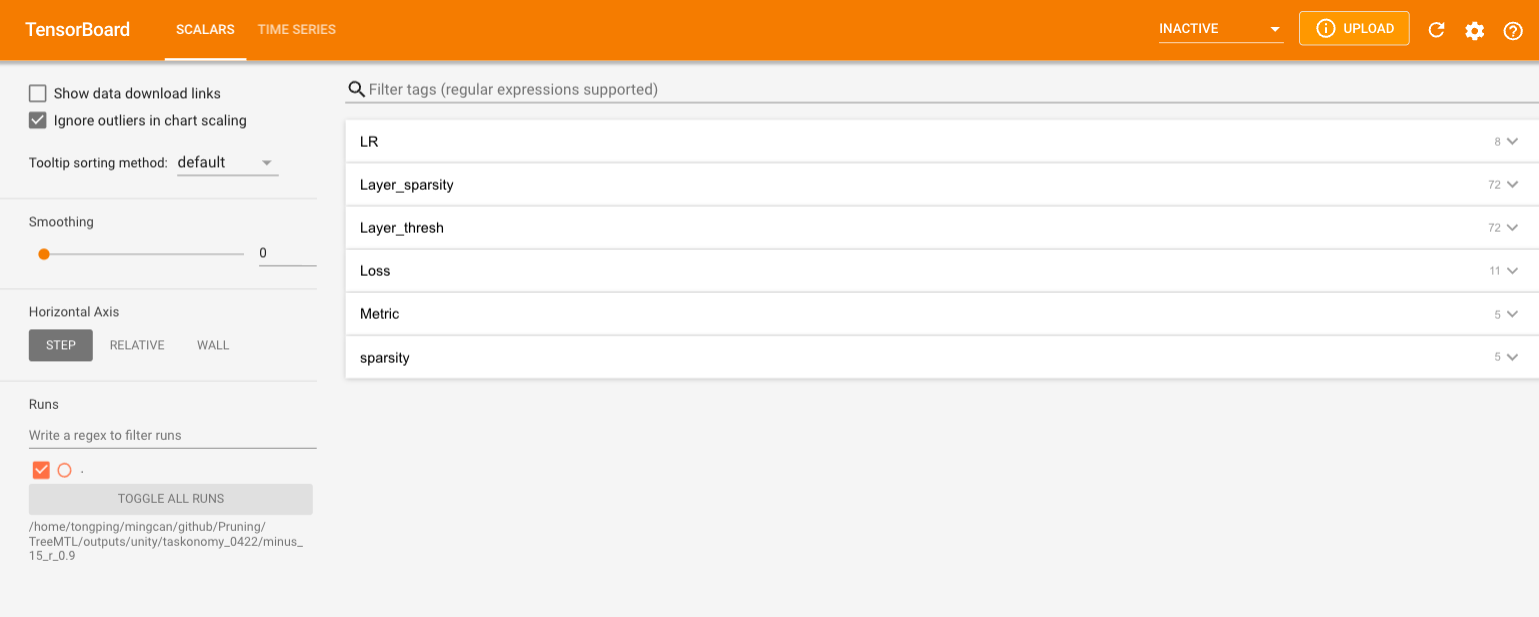 TensorBoard SCALARS TIME SERIES INACTIVE UPLOAD
Show data download links
Ignore outliers in chart scaling
Tooltip sorting method: default
Smoothing
0
Horizontal Axis
STEP RELATIVE WALL
Runs
Write a regex to filter runs
.
TOGGLE ALL RUNS
/home/tongping/mingcan/github/Pruning/
TreeMTL/outputs/unity/taskonomy_0422/minus_
15_r_0.9
Filter tags (regular expressions supported)
LR 8
Layer_sparsity 72
Layer_thresh 72
Loss 11
Metric 5
sparsity 5